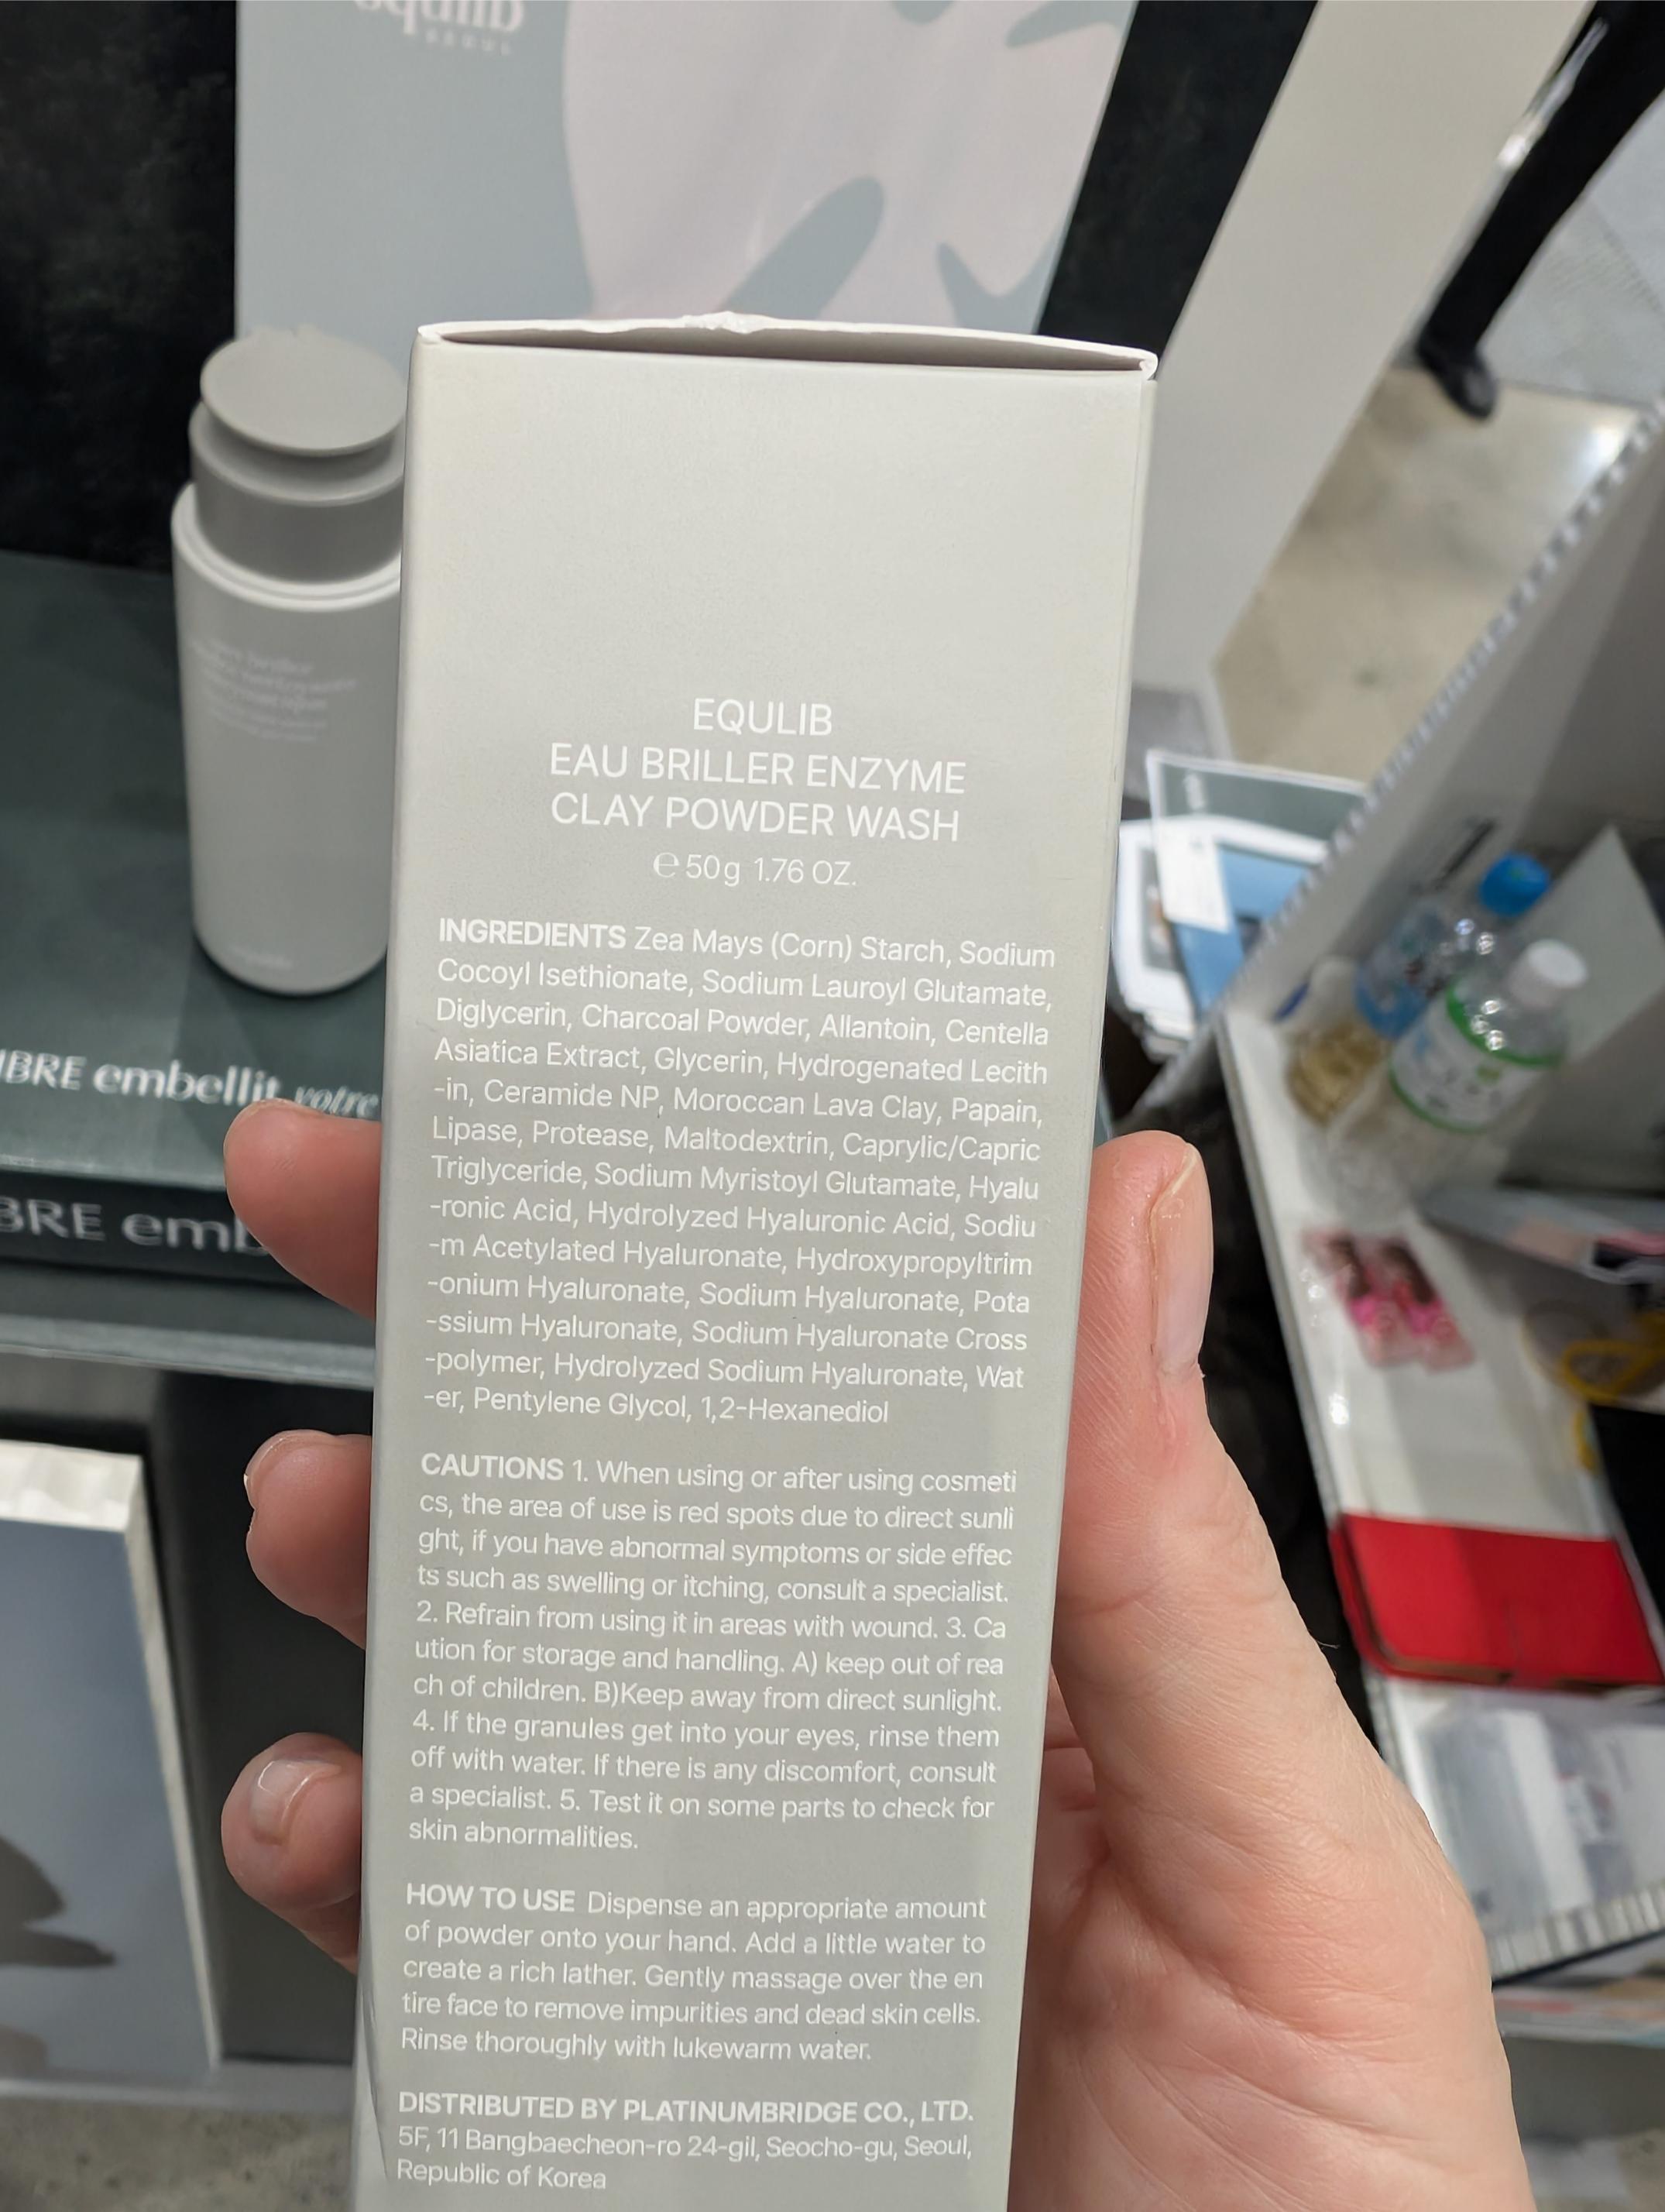 SEOUL
EQULIB
EAU BRILLER ENZYME
CLAY POWDER WASH
℮ 50g 1.76 OZ.
INGREDIENTS Zea Mays (Corn) Starch, Sodium
Cocoyl Isethionate, Sodium Lauroyl Glutamate,
Diglycerin, Charcoal Powder, Allantoin, Centella
Asiatica Extract, Glycerin, Hydrogenated Lecith
-in, Ceramide NP, Moroccan Lava Clay, Papain,
Lipase, Protease, Maltodextrin, Caprylic/Capric
Triglyceride, Sodium Myristoyl Glutamate, Hyalu
-ronic Acid, Hydrolyzed Hyaluronic Acid, Sodiu
-m Acetylated Hyaluronate, Hydroxypropyltrim
-onium Hyaluronate, Sodium Hyaluronate, Pota
-ssium Hyaluronate, Sodium Hyaluronate Cross
-polymer, Hydrolyzed Sodium Hyaluronate, Wat
-er, Pentylene Glycol, 1,2-Hexanediol
CAUTIONS 1. When using or after using cosmeti
cs, the area of use is red spots due to direct sunli
ght, if you have abnormal symptoms or side effec
ts such as swelling or itching, consult a specialist.
2. Refrain from using it in areas with wound. 3. Ca
ution for storage and handling. A) keep out of rea
ch of children. B)Keep away from direct sunlight.
4. If the granules get into your eyes, rinse them
off with water. If there is any discomfort, consult
a specialist. 5. Test it on some parts to check for
skin abnormalities.
HOW TO USE Dispense an appropriate amount
of powder onto your hand. Add a little water to
create a rich lather. Gently massage over the en
tire face to remove impurities and dead skin cells.
Rinse thoroughly with lukewarm water.
DISTRIBUTED BY PLATINUMBRIDGE CO., LTD.
5F, 11 Bangbaecheon-ro 24-gil, Seocho-gu, Seoul,
Republic of Korea
IBRE embellit votre
BRE emb